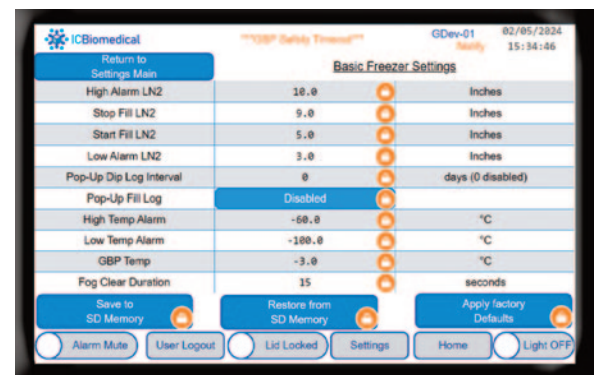 ICBiomedical
***GBP Safety Timeout***
GDev-01
02/05/2024
Notify
15:34:46
Return to
Settings Main
Basic Freezer Settings
High Alarm LN2 10.0 Inches
Stop Fill LN2 9.0 Inches
Start Fill LN2 5.0 Inches
Low Alarm LN2 3.0 Inches
Pop-Up Dip Log Interval 0 days (0 disabled)
Pop-Up Fill Log Disabled
High Temp Alarm -60.0 °C
Low Temp Alarm -100.0 °C
GBP Temp -3.0 °C
Fog Clear Duration 15 seconds
Save to
SD Memory
Restore from
SD Memory
Apply factory
Defaults
Alarm Mute User Logout Lid Locked Settings Home Light OFF